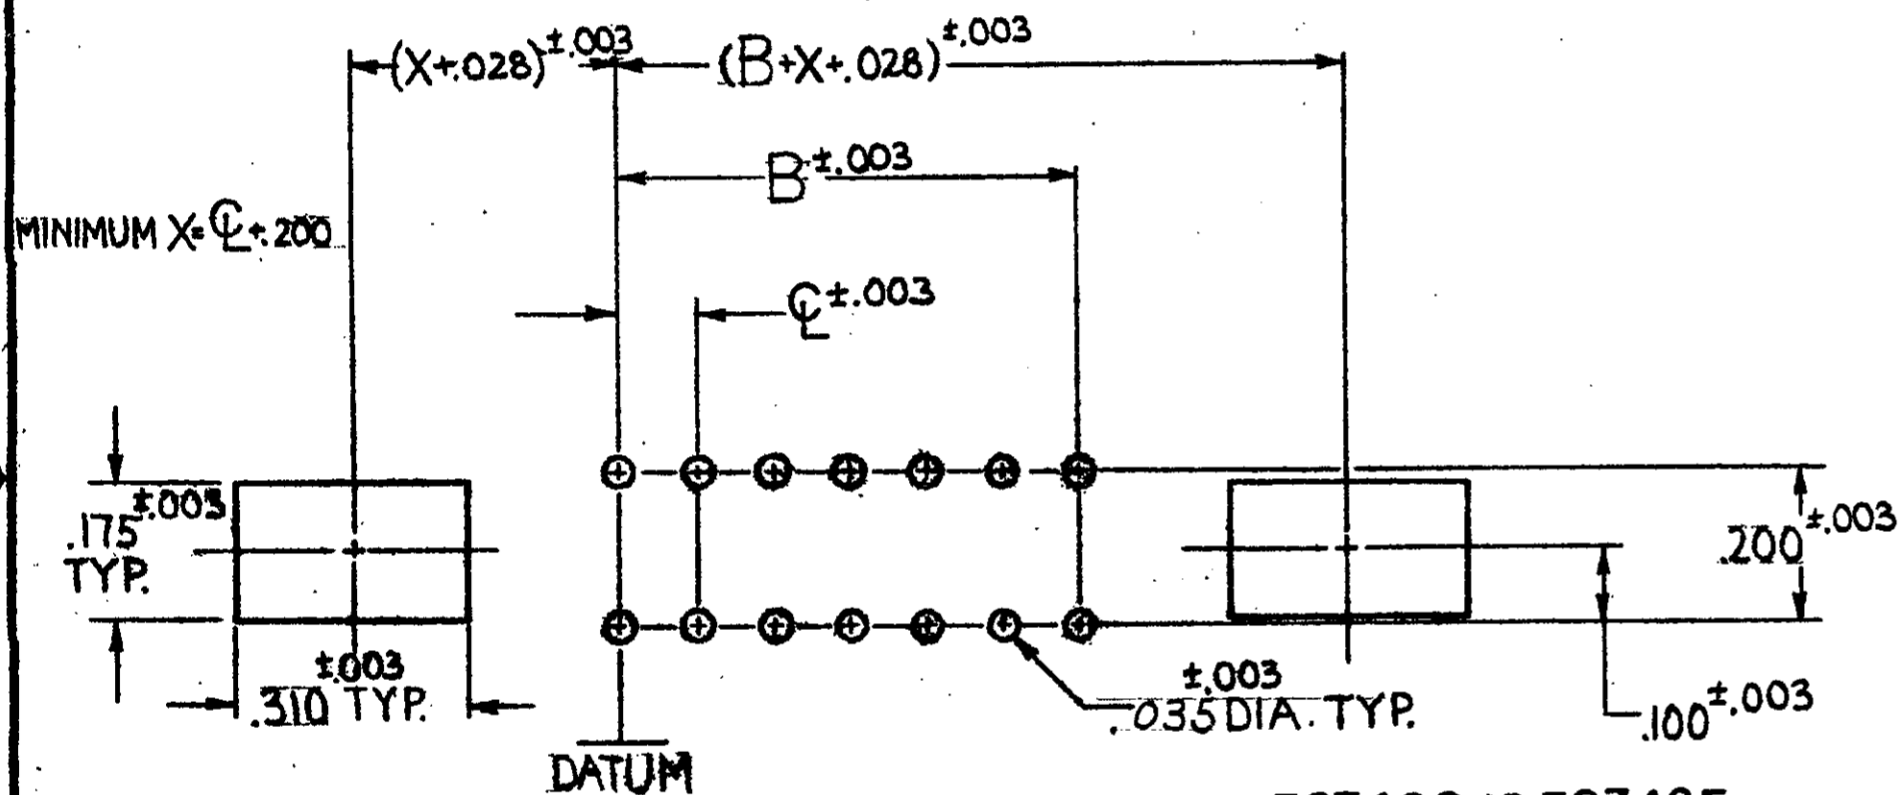 (X+.028)±.003
(B+X+.028)±.003
B±.003
MINIMUM X=℄+.200
℄±.003
.175±.003
TYP.
.200±.003
±.003
.310 TYP.
±.003
.035 DIA. TYP.
.100±.003
DATUM